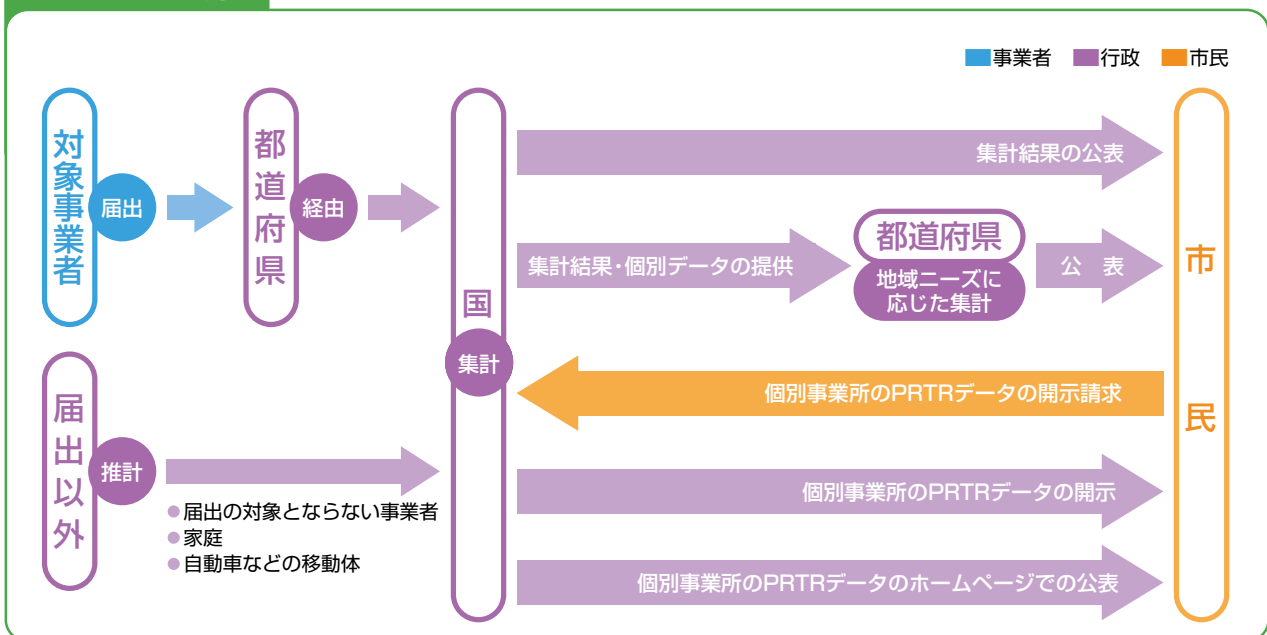 事業者 行政 市民
対象事業者
届出
都道府県
経由
国
集計
集計結果の公表
集計結果・個別データの提供
都道府県
地域ニーズに
応じた集計
公 表
個別事業所のPRTRデータの開示請求
市民
届出以外
推計
●届出の対象とならない事業者
●家庭
●自動車などの移動体
個別事業所のPRTRデータの開示
個別事業所のPRTRデータのホームページでの公表